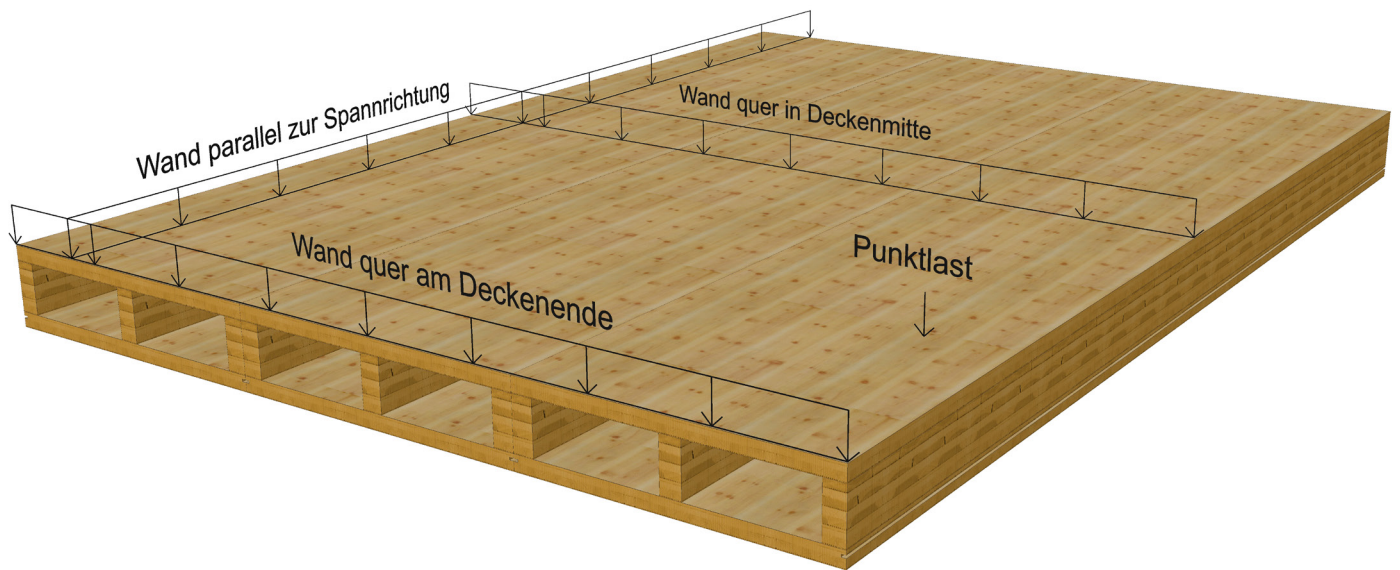 Wand parallel zur Spannrichtung
Wand quer in Deckenmitte
Wand quer am Deckenende
Punktlast